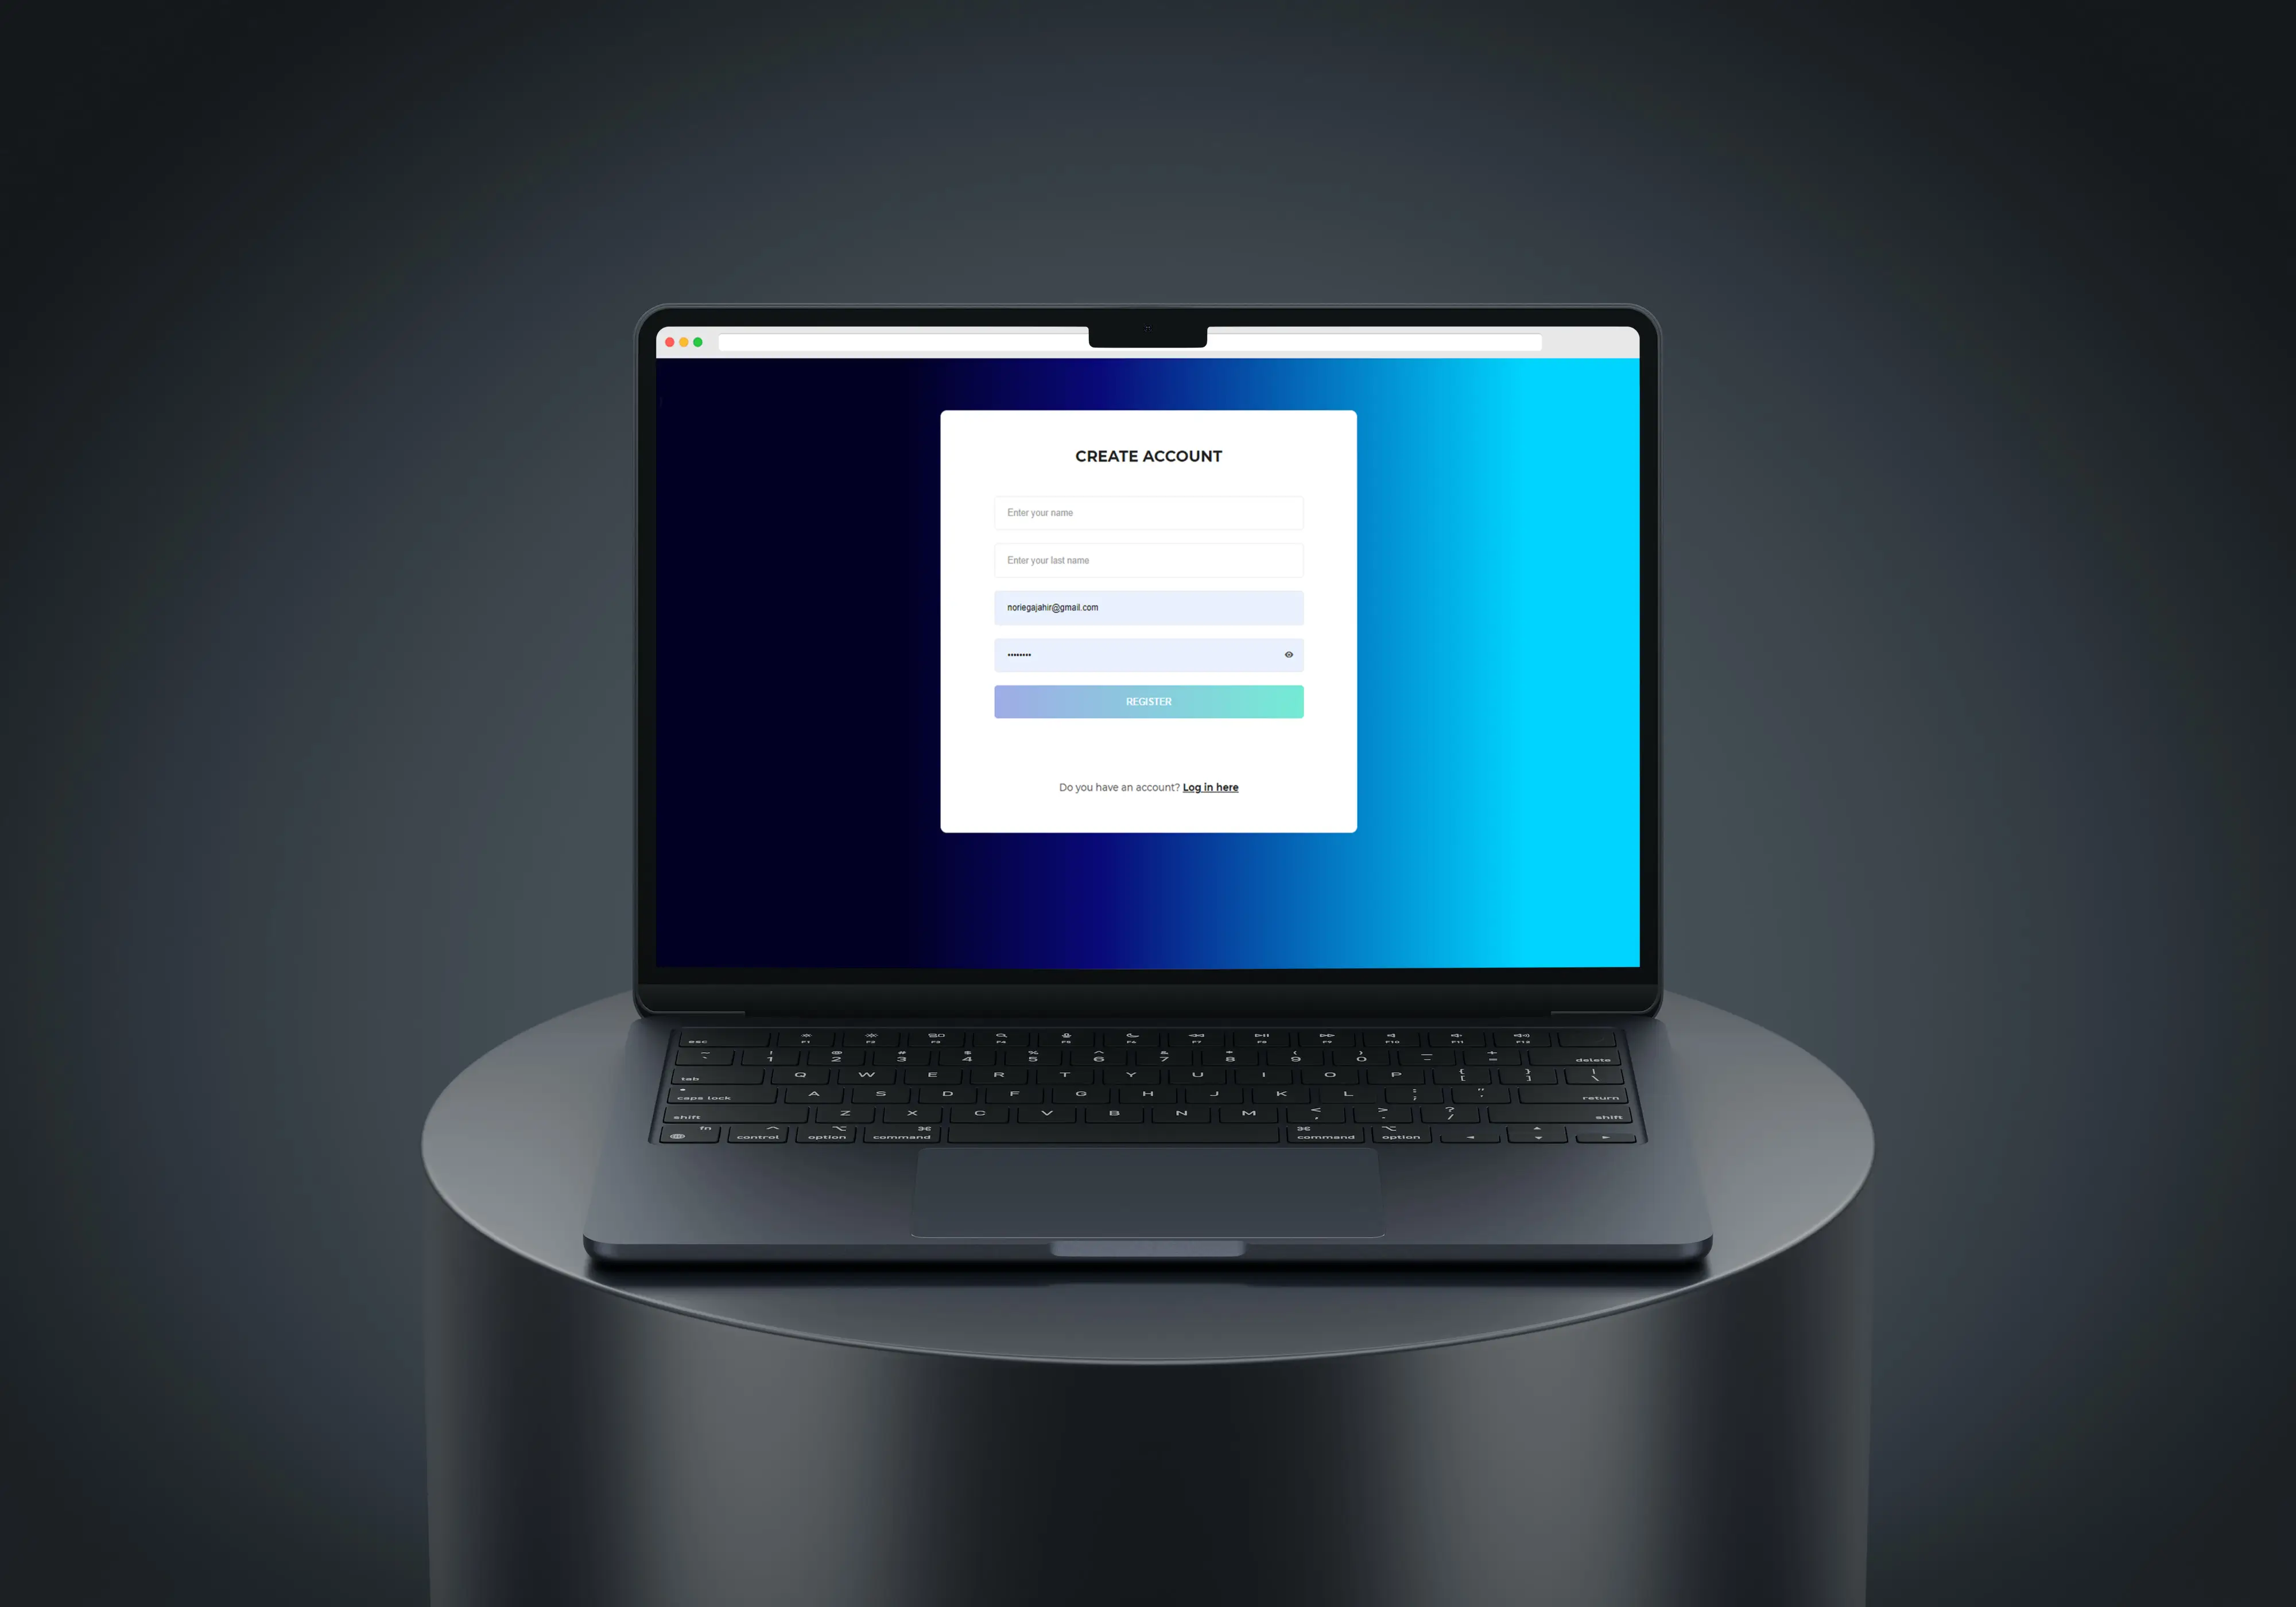 CREATE ACCOUNT
Enter your name
Enter your last name
noriegajahir@gmail.com
••••••••
REGISTER
Do you have an account? Log in here
esc F1 F2 F3 F4 F5 F6 F7 F8 F9 F10 F11 F12
~ ! @ # $ % ^ & * ( ) — +
` 1 2 3 4 5 6 7 8 9 0 - = delete
tab Q W E R T Y U I O P { [ } ] | \
caps lock A S D F G H J K L : ; " ' return
shift Z X C V B N M < , > . ? / shift
fn control option command command option